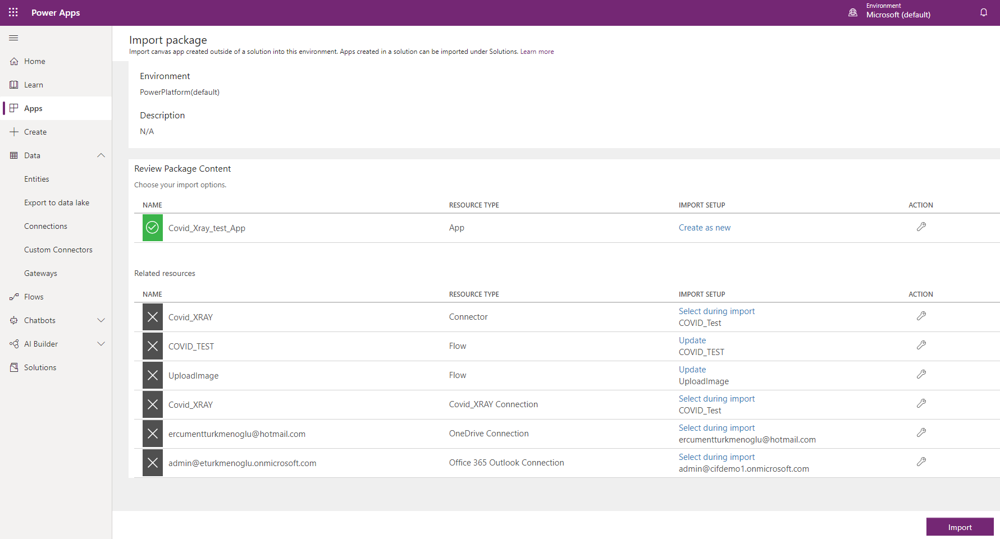 Power Apps
Environment
Microsoft (default)
Home
Learn
Apps
Create
Data
Entities
Export to data lake
Connections
Custom Connectors
Gateways
Flows
Chatbots
AI Builder
Solutions
Import package
Import canvas app created outside of a solution into this environment. Apps created in a solution can be imported under Solutions. Learn more
Environment
PowerPlatform(default)
Description
N/A
Review Package Content
Choose your import options.
NAME RESOURCE TYPE IMPORT SETUP ACTION
Covid_Xray_test_App App Create as new
Related resources
NAME RESOURCE TYPE IMPORT SETUP ACTION
Covid_XRAY Connector Select during import
COVID_Test
COVID_TEST Flow Update
COVID_TEST
UploadImage Flow Update
UploadImage
Covid_XRAY Covid_XRAY Connection Select during import
COVID_Test
ercumentturkmenoglu@hotmail.com OneDrive Connection Select during import
ercumentturkmenoglu@hotmail.com
admin@eturkmenoglu.onmicrosoft.com Office 365 Outlook Connection Select during import
admin@cifdemo1.onmicrosoft.com
Import